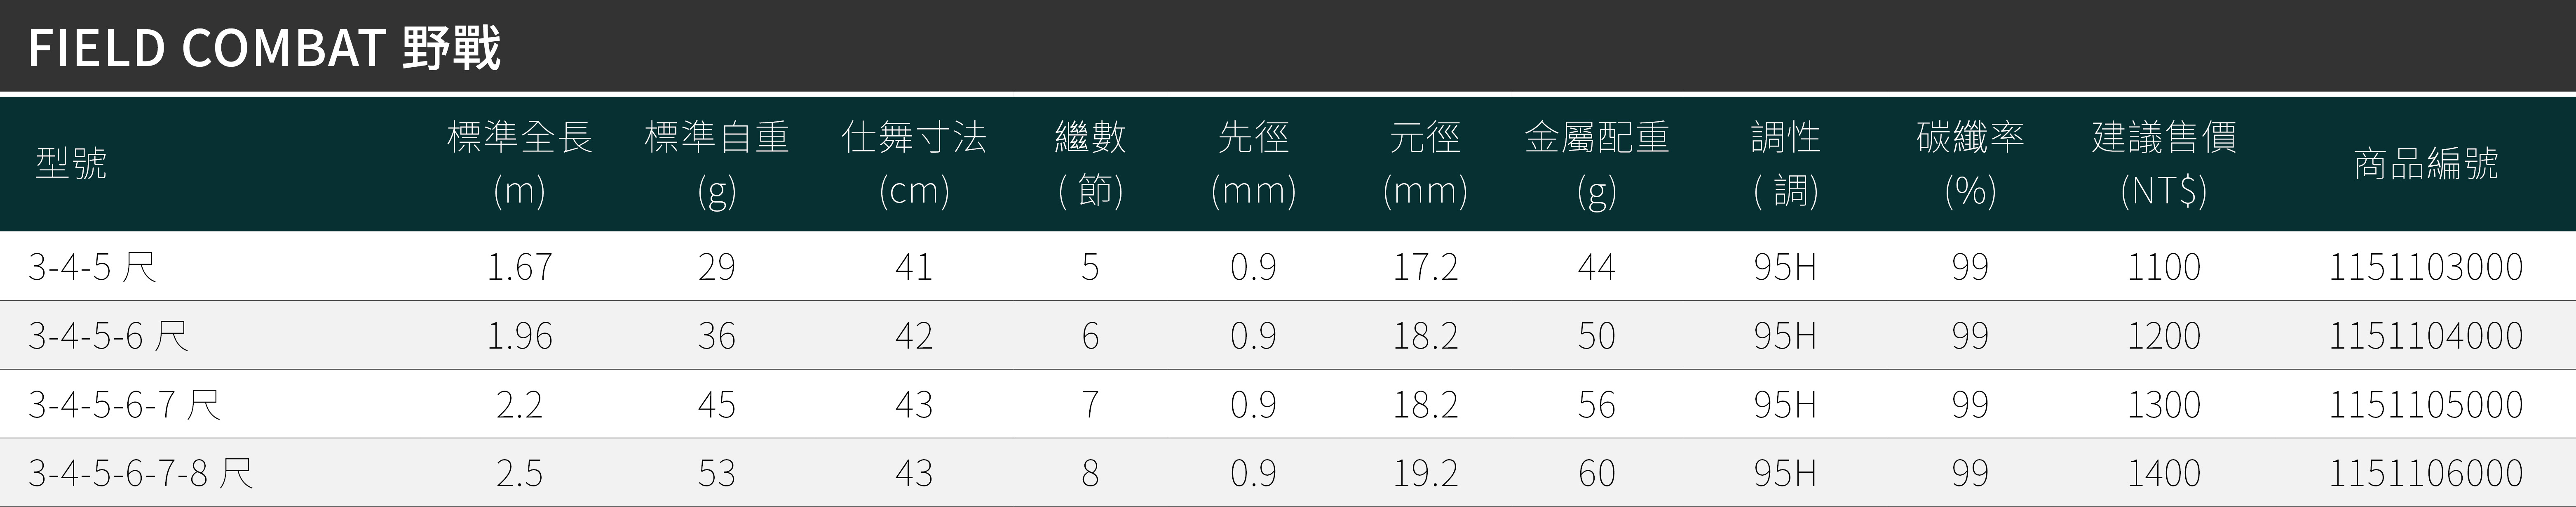 FIELD COMBAT 野戰
型號 標準全長 (m) 標準自重 (g) 仕舞寸法 (cm) 繼數 ( 節) 先徑 (mm) 元徑 (mm) 金屬配重 (g) 調性 ( 調) 碳纖率 (%) 建議售價 (NT$) 商品編號
3-4-5 尺 1.67 29 41 5 0.9 17.2 44 95H 99 1100 1151103000
3-4-5-6 尺 1.96 36 42 6 0.9 18.2 50 95H 99 1200 1151104000
3-4-5-6-7 尺 2.2 45 43 7 0.9 18.2 56 95H 99 1300 1151105000
3-4-5-6-7-8 尺 2.5 53 43 8 0.9 19.2 60 95H 99 1400 1151106000